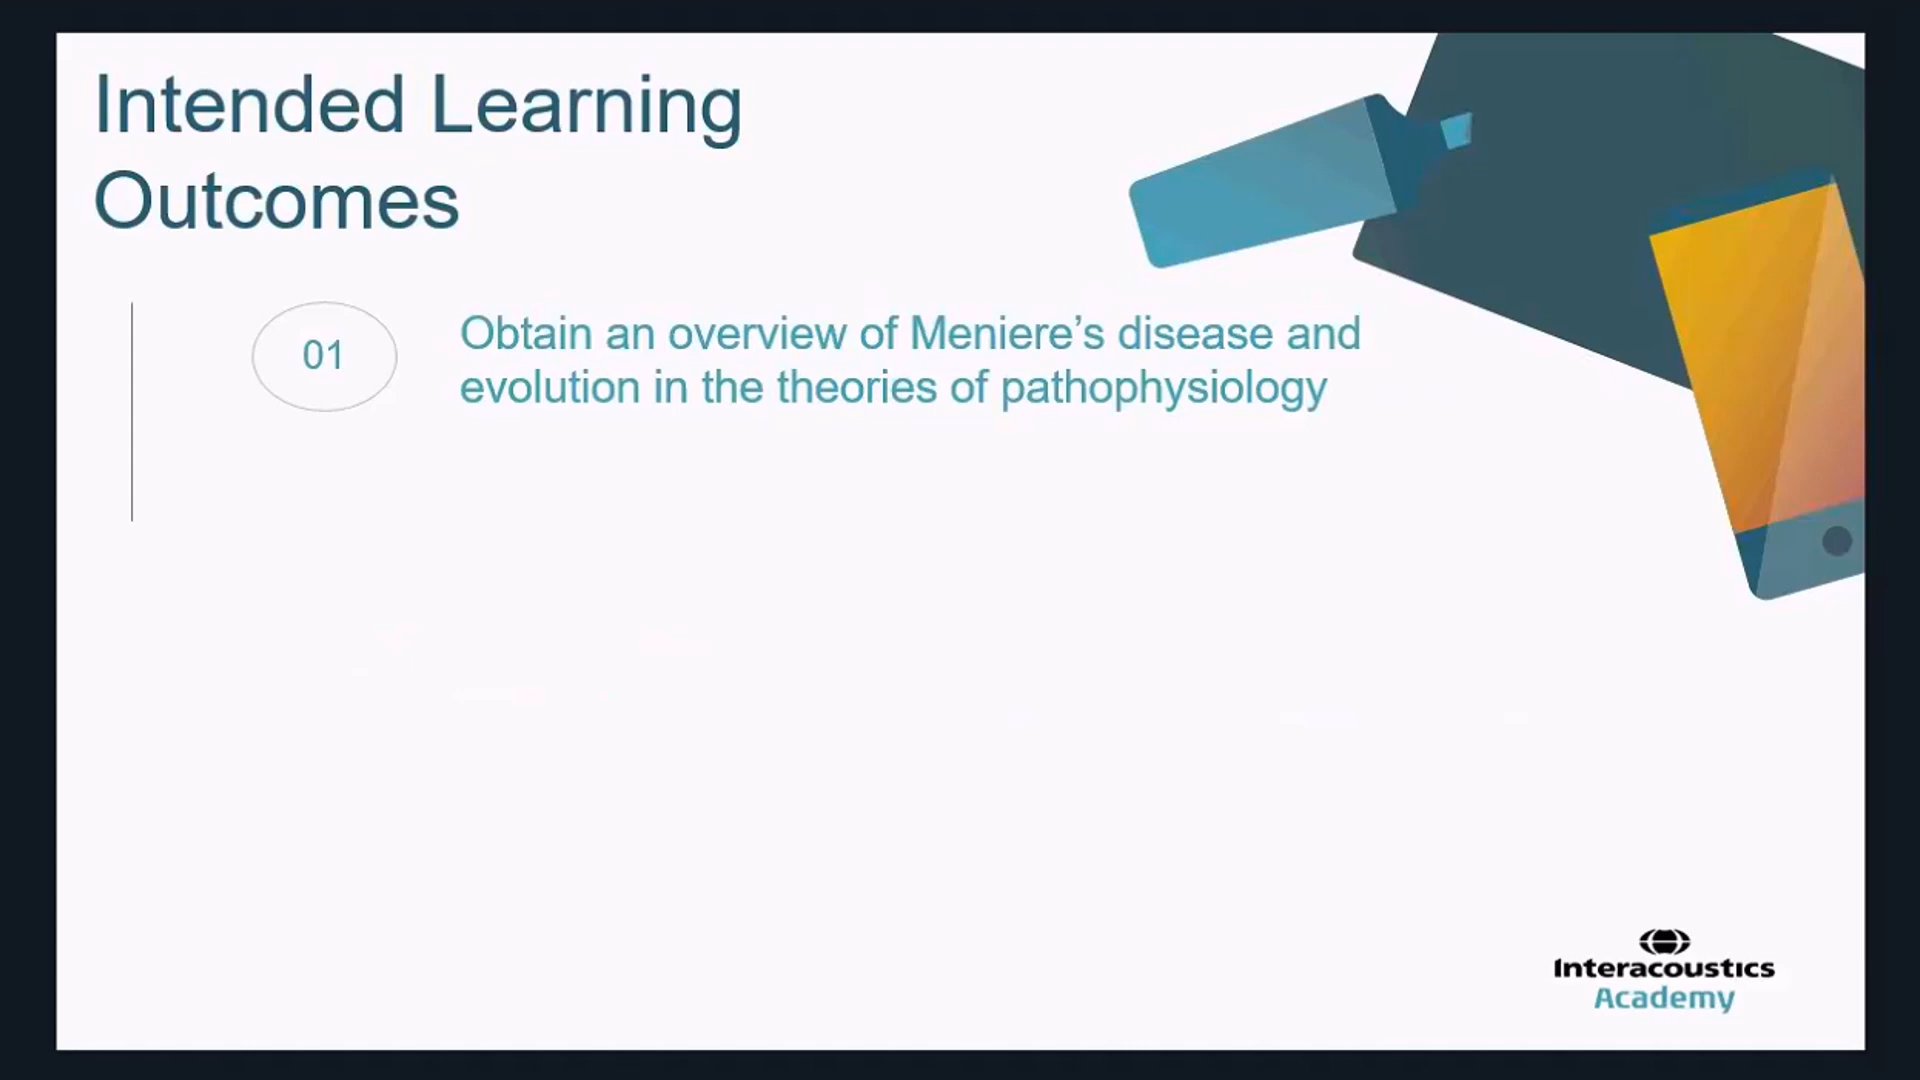 Intended Learning
Outcomes
01
Obtain an overview of Meniere’s disease and
evolution in the theories of pathophysiology
Interacoustics
Academy